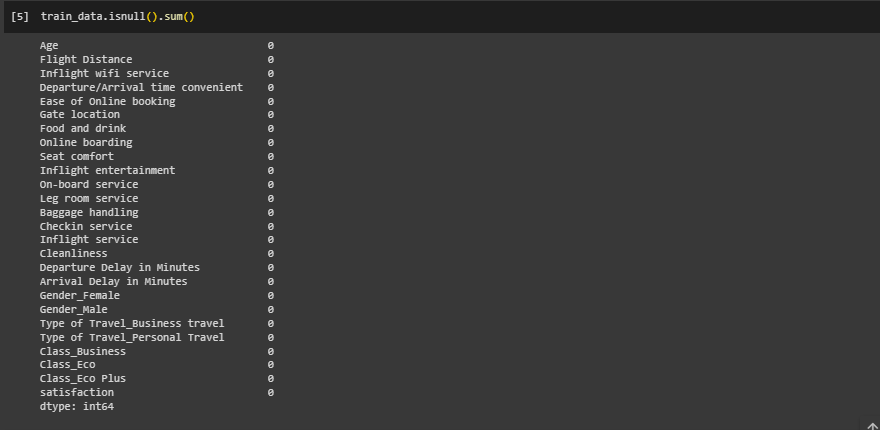 [5] train_data.isnull().sum()
Age 0
Flight Distance 0
Inflight wifi service 0
Departure/Arrival time convenient 0
Ease of Online booking 0
Gate location 0
Food and drink 0
Online boarding 0
Seat comfort 0
Inflight entertainment 0
On-board service 0
Leg room service 0
Baggage handling 0
Checkin service 0
Inflight service 0
Cleanliness 0
Departure Delay in Minutes 0
Arrival Delay in Minutes 0
Gender_Female 0
Gender_Male 0
Type of Travel_Business travel 0
Type of Travel_Personal Travel 0
Class_Business 0
Class_Eco 0
Class_Eco Plus 0
satisfaction 0
dtype: int64